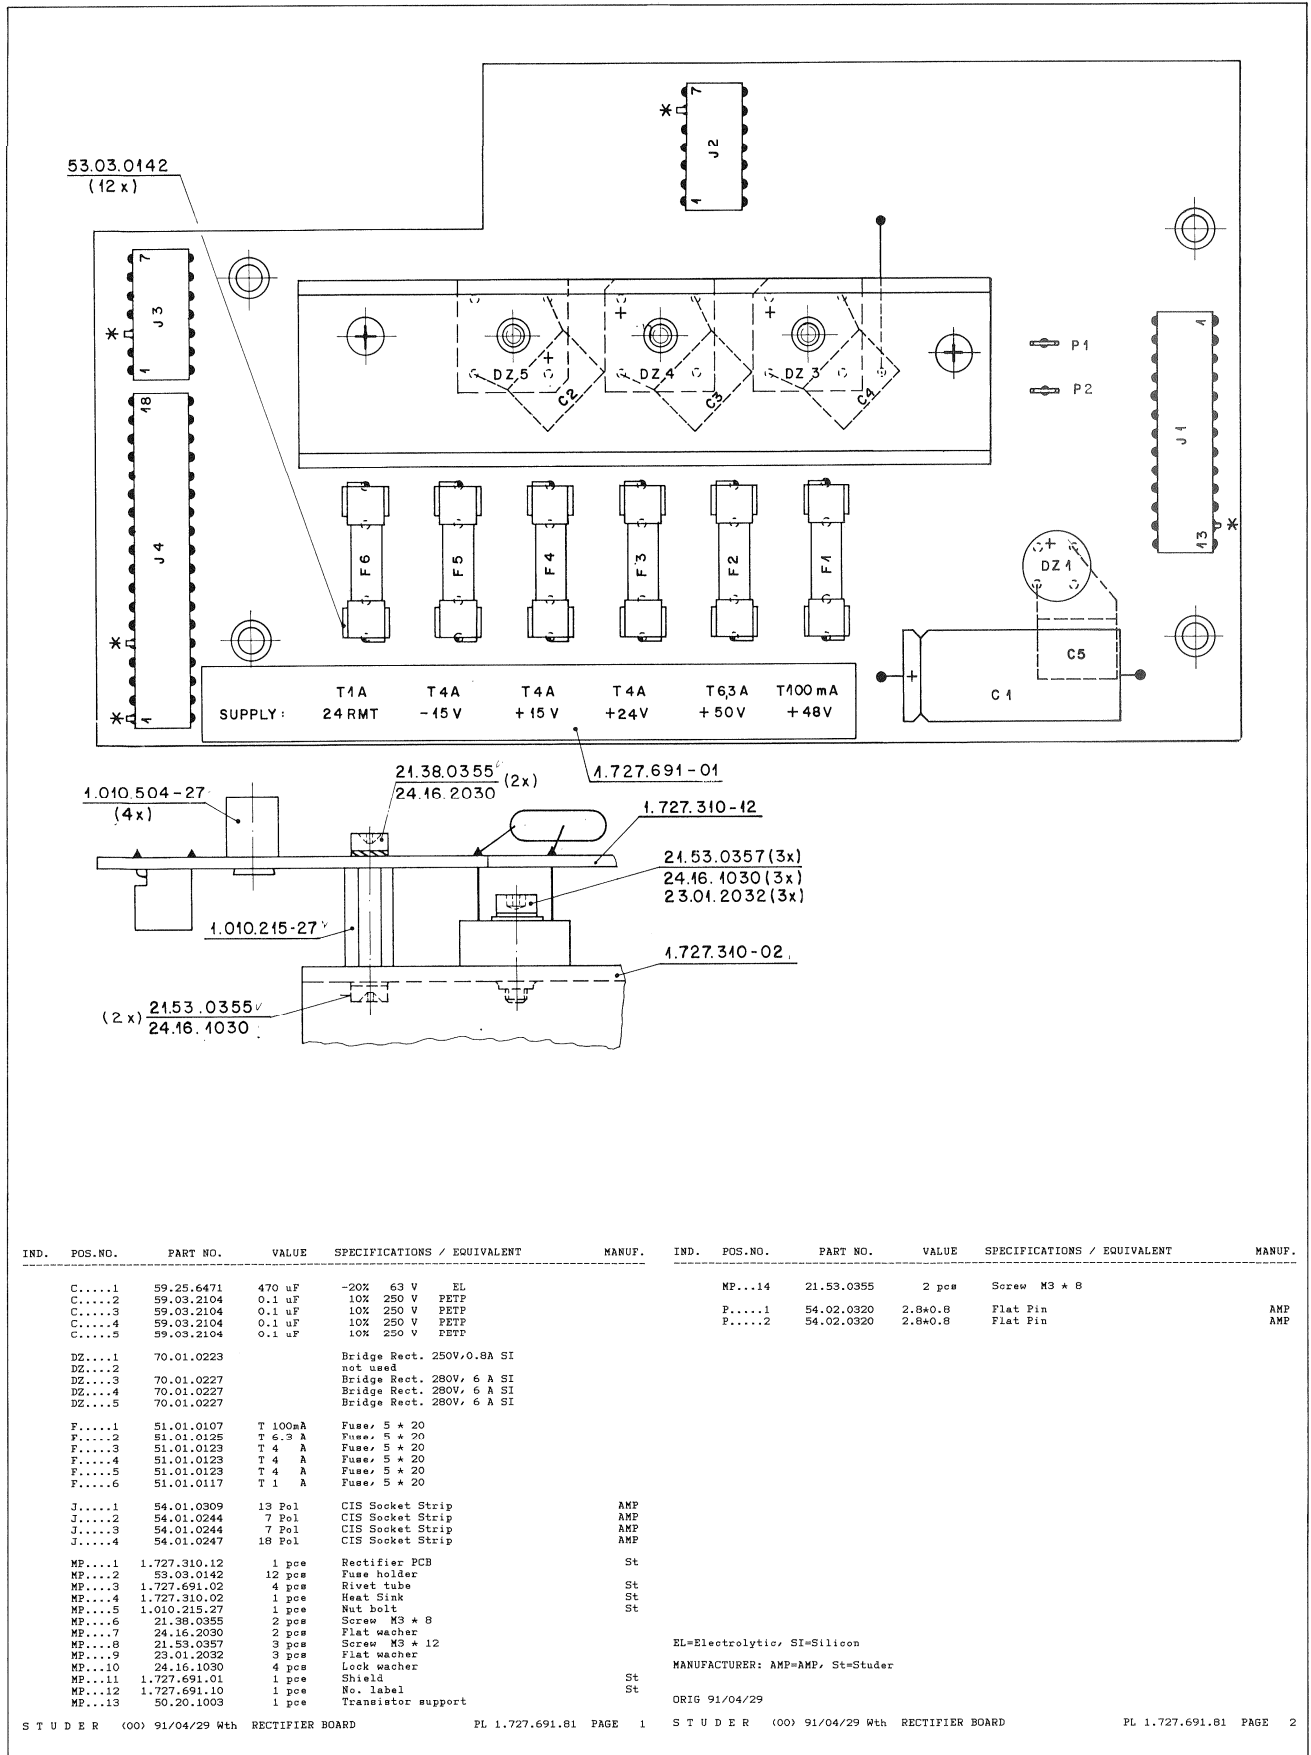 53.03.0142
(12x)
7
J2
1
*
7
J3
1
*
18
J4
1
*
*
DZ5
+
C2
+
DZ4
C3
+
DZ3
C4
P1
P2
1
J1
13
*
F6
F5
F4
F3
F2
F1
+
DZ1
C5
+
C1
T1A T4A T4A T4A T6,3A T100mA
SUPPLY: 24RMT -15V +15V +24V +50V +48V
1.727.691-01
21.38.0355 (2x)
24.16.2030
1.010.504-27
(4x)
1.727.310-12
21.53.0357(3x)
24.16.1030(3x)
23.01.2032(3x)
1.010.215-27
1.727.310-02
(2x) 21.53.0355
24.16.1030
IND. POS.NO. PART NO. VALUE SPECIFICATIONS / EQUIVALENT MANUF.
C.....1 59.25.6471 470 uF -20% 63 V EL
C.....2 59.03.2104 0.1 uF 10% 250 V PETP
C.....3 59.03.2104 0.1 uF 10% 250 V PETP
C.....4 59.03.2104 0.1 uF 10% 250 V PETP
C.....5 59.03.2104 0.1 uF 10% 250 V PETP
DZ....1 70.01.0223 Bridge Rect. 250V,0.8A SI
DZ....2 not used
DZ....3 70.01.0227 Bridge Rect. 280V, 6 A SI
DZ....4 70.01.0227 Bridge Rect. 280V, 6 A SI
DZ....5 70.01.0227 Bridge Rect. 280V, 6 A SI
F.....1 51.01.0107 T 100mA Fuse, 5 * 20
F.....2 51.01.0125 T 6.3 A Fuse, 5 * 20
F.....3 51.01.0123 T 4 A Fuse, 5 * 20
F.....4 51.01.0123 T 4 A Fuse, 5 * 20
F.....5 51.01.0123 T 4 A Fuse, 5 * 20
F.....6 51.01.0117 T 1 A Fuse, 5 * 20
J.....1 54.01.0309 13 Pol CIS Socket Strip AMP
J.....2 54.01.0244 7 Pol CIS Socket Strip AMP
J.....3 54.01.0244 7 Pol CIS Socket Strip AMP
J.....4 54.01.0247 18 Pol CIS Socket Strip AMP
MP....1 1.727.310.12 1 pce Rectifier PCB St
MP....2 53.03.0142 12 pcs Fuse holder
MP....3 1.727.691.02 4 pcs Rivet tube St
MP....4 1.727.310.02 1 pce Heat Sink St
MP....5 1.010.215.27 1 pce Nut bolt St
MP....6 21.38.0355 2 pcs Screw M3 * 8
MP....7 24.16.2030 2 pcs Flat wacher
MP....8 21.53.0357 3 pcs Screw M3 * 12
MP....9 23.01.2032 3 pcs Flat wacher
MP...10 24.16.1030 4 pcs Lock wacher
MP...11 1.727.691.01 1 pce Shield St
MP...12 1.727.691.10 1 pce No. label St
MP...13 50.20.1003 1 pce Transistor support
S T U D E R (00) 91/04/29 Wth RECTIFIER BOARD PL 1.727.691.81 PAGE 1
IND. POS.NO. PART NO. VALUE SPECIFICATIONS / EQUIVALENT MANUF.
MP...14 21.53.0355 2 pcs Screw M3 * 8
P.....1 54.02.0320 2.8*0.8 Flat Pin AMP
P.....2 54.02.0320 2.8*0.8 Flat Pin AMP
EL=Electrolytic, SI=Silicon
MANUFACTURER: AMP=AMP, St=Studer
ORIG 91/04/29
S T U D E R (00) 91/04/29 Wth RECTIFIER BOARD PL 1.727.691.81 PAGE 2